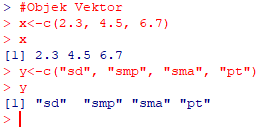 > #Objek Vektor
> x<-c(2.3, 4.5, 6.7)
> x
[1] 2.3 4.5 6.7
> y<-c("sd", "smp", "sma", "pt")
> y
[1] "sd"  "smp" "sma" "pt"
>